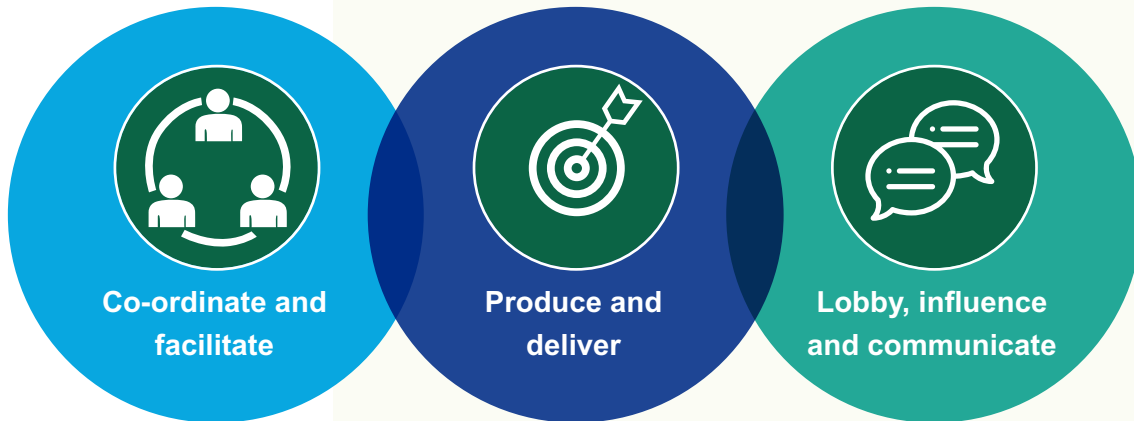 Co-ordinate and
facilitate
Produce and
deliver
Lobby, influence
and communicate